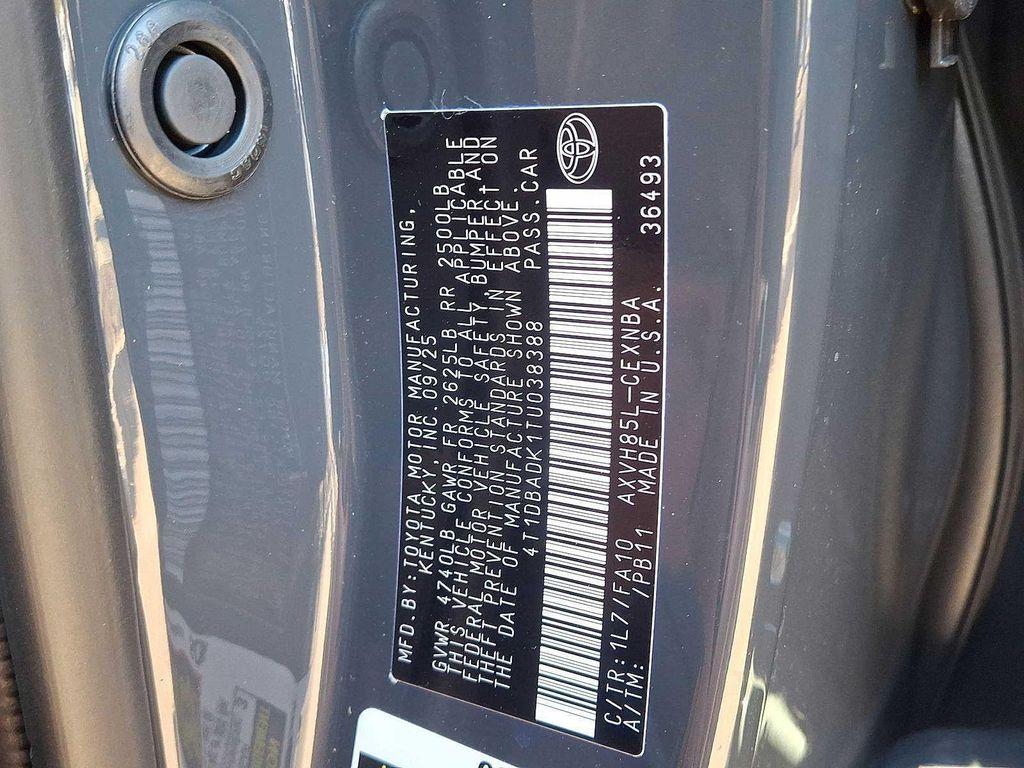 MFD.BY:TOYOTA MOTOR MANUFACTURING,
KENTUCKY, INC.09/25
GVWR 4740LB GAWR FR 2625LB RR 2500LB
THIS VEHICLE CONFORMS TO ALL APPLICABLE
FEDERAL MOTOR VEHICLE SAFETY, BUMPER, AND
THEFT PREVENTION STANDARDS IN EFFECT ON
THE DATE OF MANUFACTURE SHOWN ABOVE.
4T1DBADK1TU038388 PASS.CAR
C/TR:1L7/FA10 AXVH85L-CEXNBA
A/TM: /PB11 MADE IN U.S.A. 36493